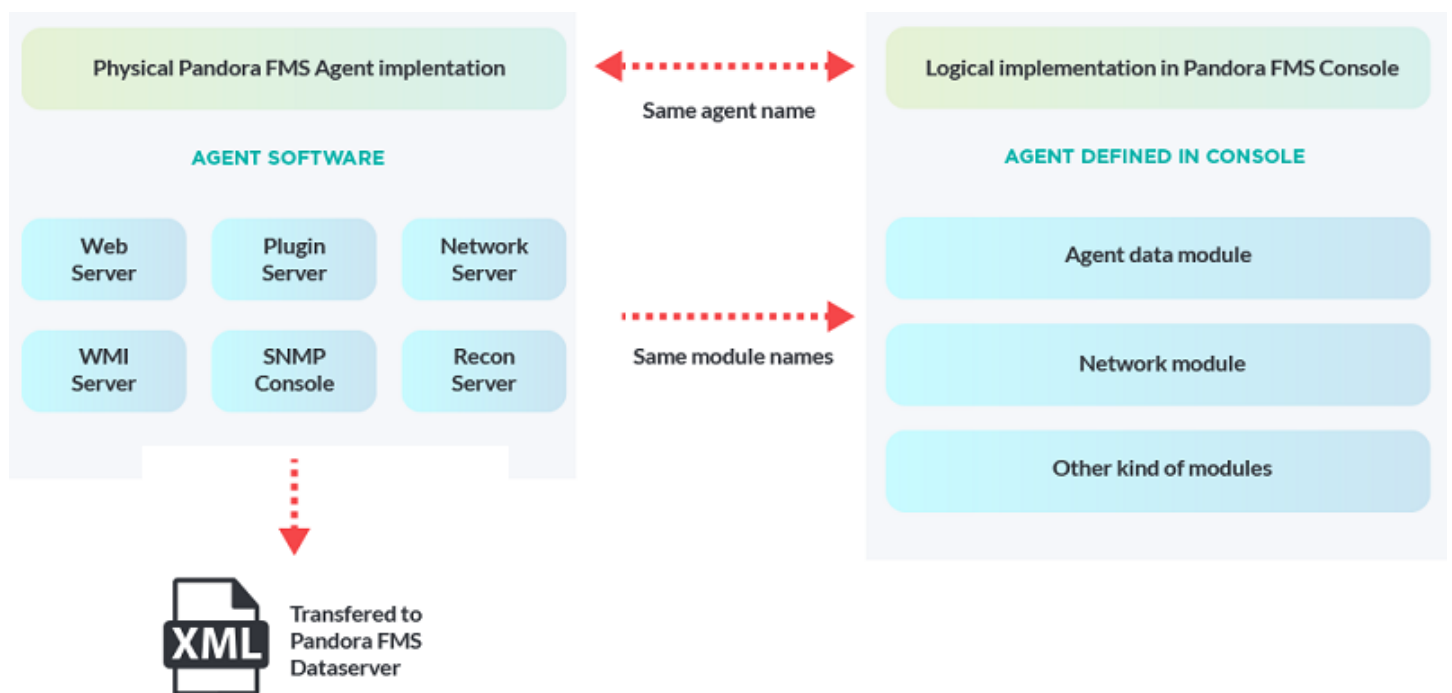 Physical Pandora FMS Agent implentation
AGENT SOFTWARE
Web
Server
Plugin
Server
Network
Server
WMI
Server
SNMP
Console
Recon
Server
XML
Transfered to
Pandora FMS
Dataserver
Same agent name
Same module names
Logical implementation in Pandora FMS Console
AGENT DEFINED IN CONSOLE
Agent data module
Network module
Other kind of modules